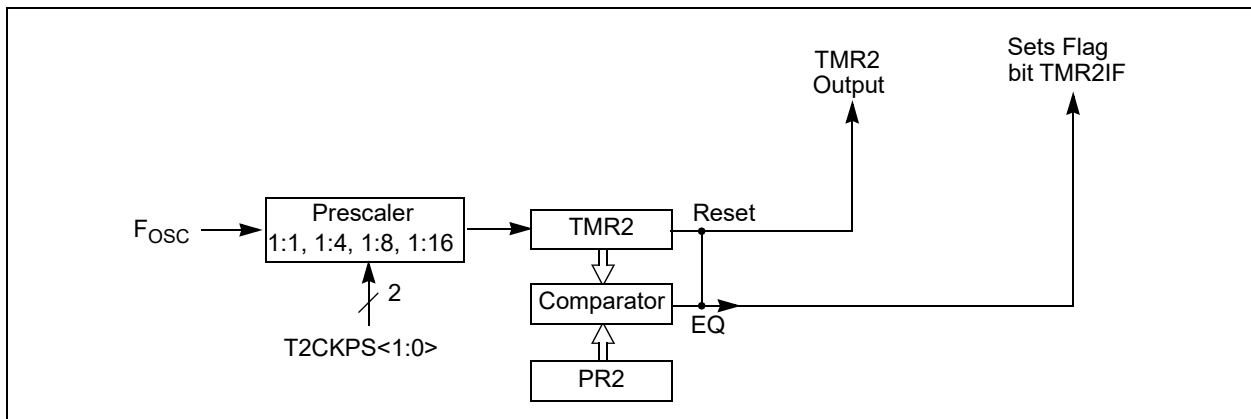 TMR2
Output
Sets Flag
bit TMR2IF
FOSC
Prescaler
1:1, 1:4, 1:8, 1:16
TMR2
Reset
2
Comparator
EQ
T2CKPS<1:0>
PR2